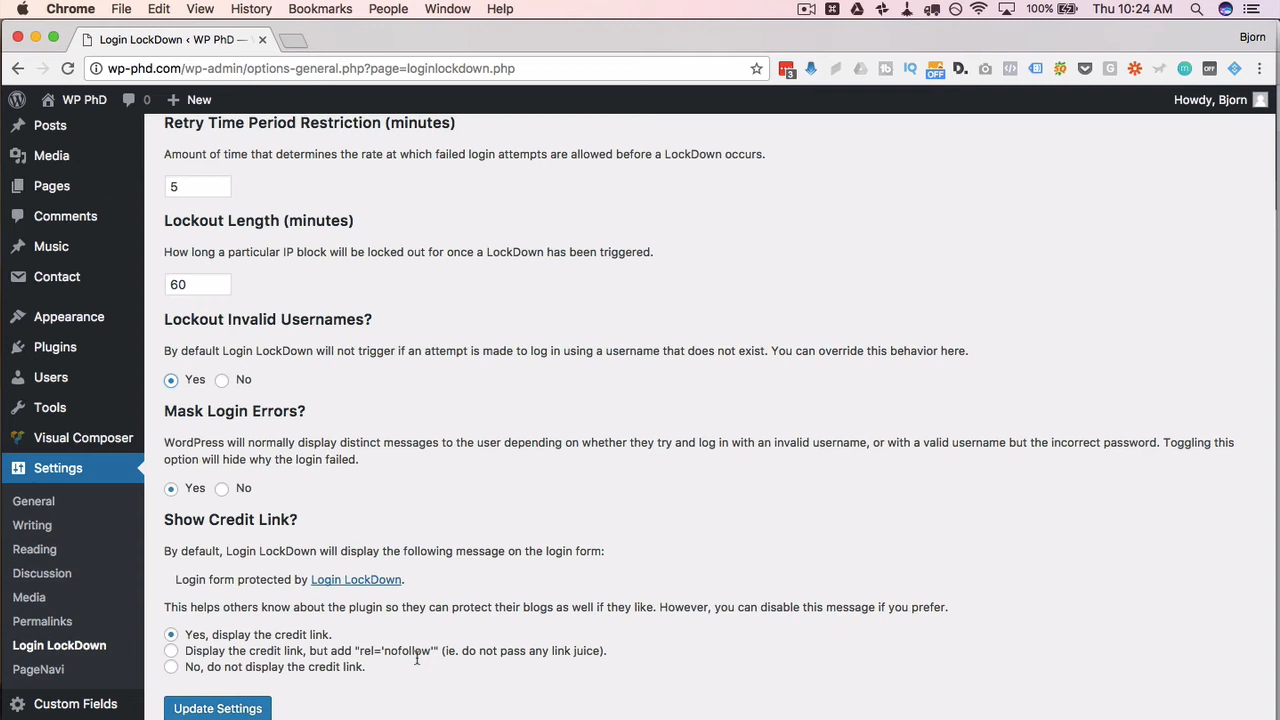 Chrome File Edit View History Bookmarks People Window Help 100% Thu 10:24 AM
Login LockDown ‹ WP PhD — Bjorn
wp-phd.com/wp-admin/options-general.php?page=loginlockdown.php 3 IQ OFF D. G m OFF
WP PhD 0 New Howdy, Bjorn
Posts
Media
Pages
Comments
Music
Contact
Appearance
Plugins
Users
Tools
Visual Composer
Settings
General
Writing
Reading
Discussion
Media
Permalinks
Login LockDown
PageNavi
Custom Fields
Retry Time Period Restriction (minutes)
Amount of time that determines the rate at which failed login attempts are allowed before a LockDown occurs.
5
Lockout Length (minutes)
How long a particular IP block will be locked out for once a LockDown has been triggered.
60
Lockout Invalid Usernames?
By default Login LockDown will not trigger if an attempt is made to log in using a username that does not exist. You can override this behavior here.
Yes No
Mask Login Errors?
WordPress will normally display distinct messages to the user depending on whether they try and log in with an invalid username, or with a valid username but the incorrect password. Toggling this
option will hide why the login failed.
Yes No
Show Credit Link?
By default, Login LockDown will display the following message on the login form:
Login form protected by Login LockDown.
This helps others know about the plugin so they can protect their blogs as well if they like. However, you can disable this message if you prefer.
Yes, display the credit link.
Display the credit link, but add "rel='nofollow'" (ie. do not pass any link juice).
No, do not display the credit link.
Update Settings